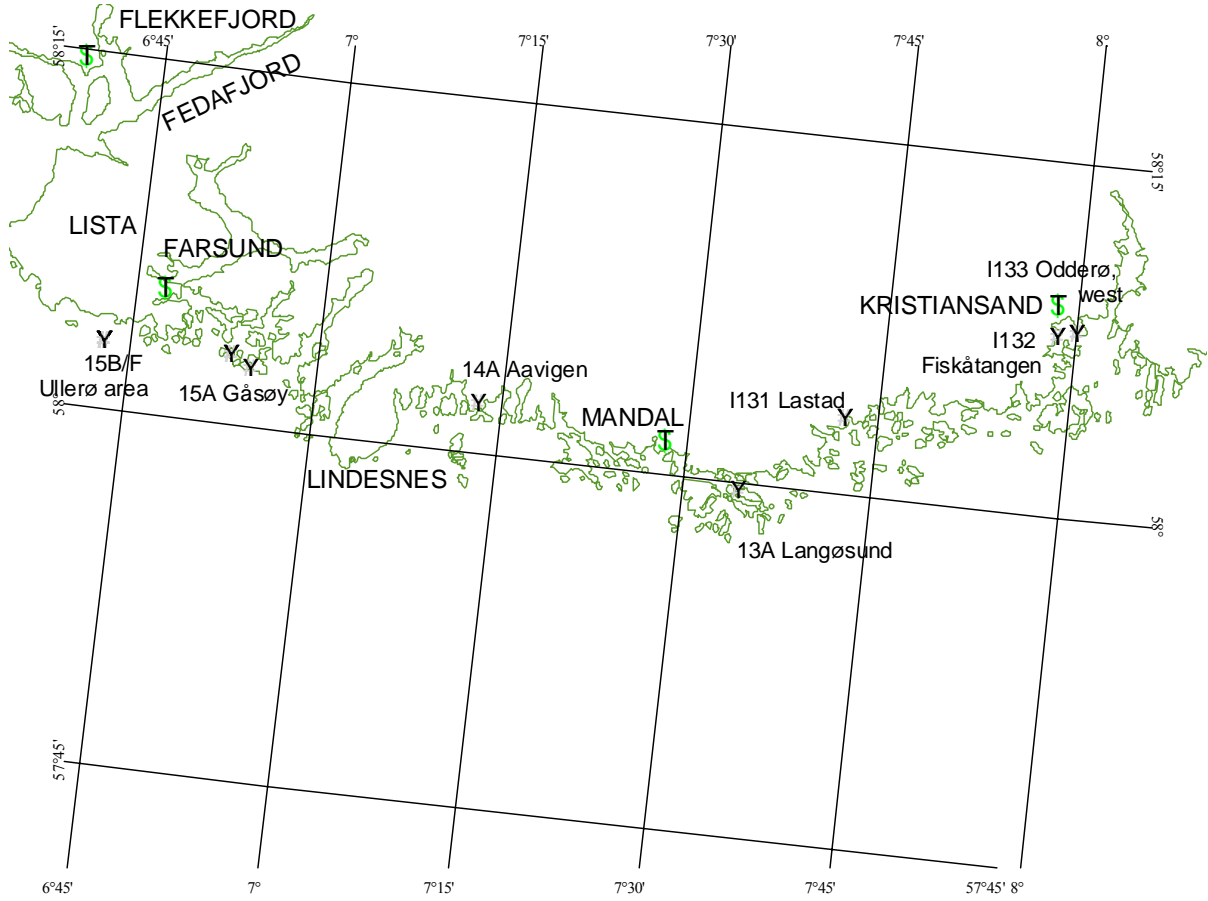 FLEKKEFJORD
58°15'
6°45'
7°
7°15'
7°30'
7°45'
8°
S T
FEDAFJORD
58°15'
LISTA
FARSUND
S T
I133 Odderø,
west
KRISTIANSAND
S T
Y
Y
I132
Fiskåtangen
Y
15B/F
Ullerø area
Y
Y
15A Gåsøy
14A Aavigen
Y
58°
I131 Lastad
Y
MANDAL
S T
LINDESNES
Y
13A Langøsund
58°
57°45'
6°45'
7°
7°15'
7°30'
7°45'
57°45'
8°